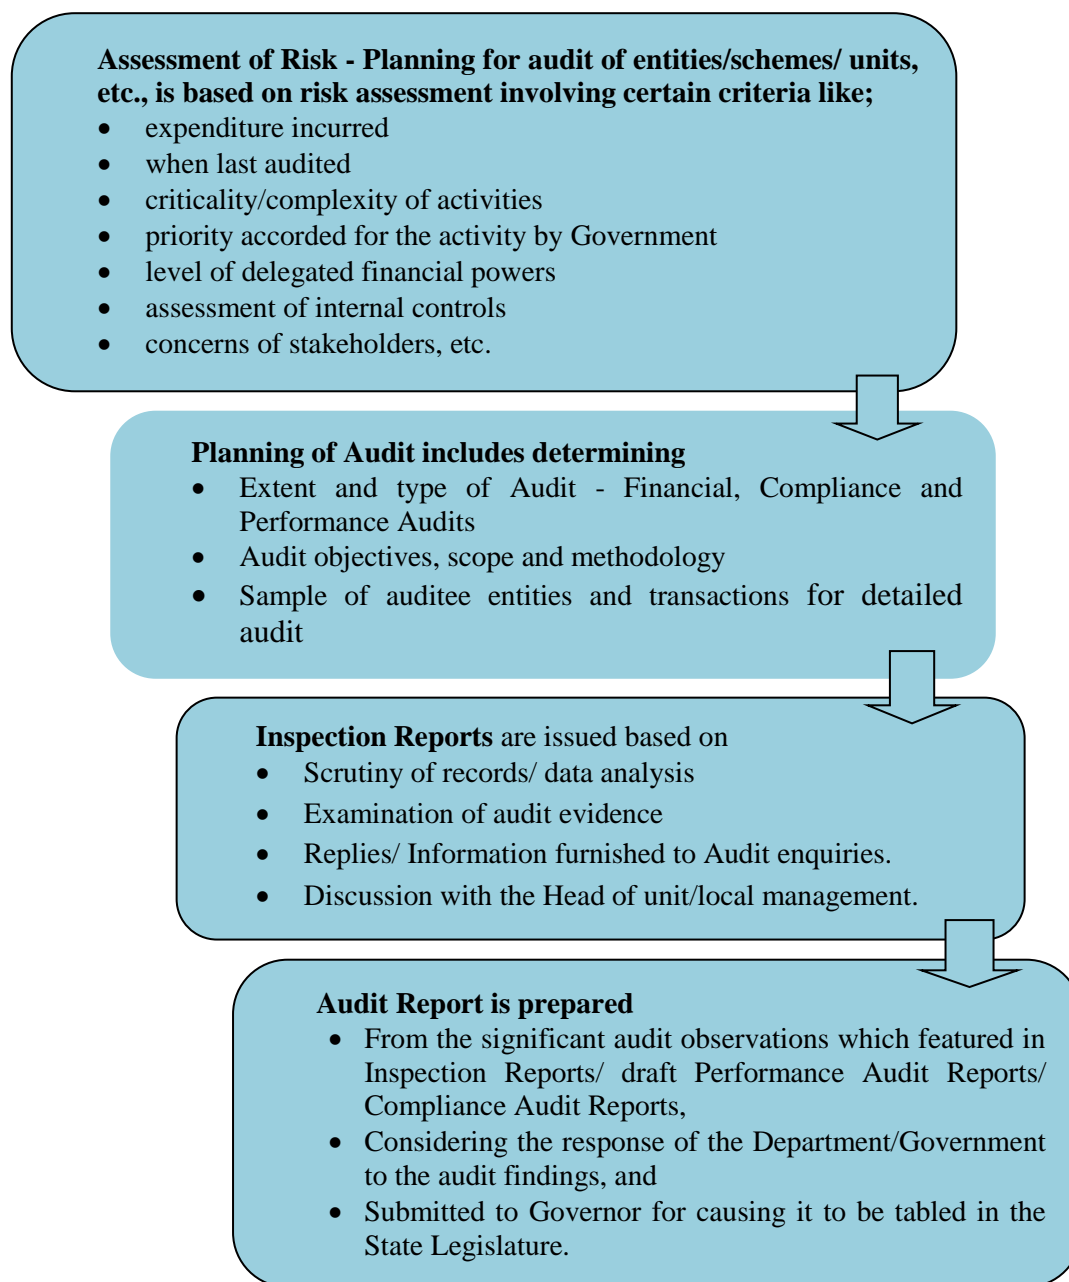 Assessment of Risk - Planning for audit of entities/schemes/ units,
etc., is based on risk assessment involving certain criteria like;
• expenditure incurred
• when last audited
• criticality/complexity of activities
• priority accorded for the activity by Government
• level of delegated financial powers
• assessment of internal controls
• concerns of stakeholders, etc.
Planning of Audit includes determining
• Extent and type of Audit - Financial, Compliance and
Performance Audits
• Audit objectives, scope and methodology
• Sample of auditee entities and transactions for detailed
audit
Inspection Reports are issued based on
• Scrutiny of records/ data analysis
• Examination of audit evidence
• Replies/ Information furnished to Audit enquiries.
• Discussion with the Head of unit/local management.
Audit Report is prepared
• From the significant audit observations which featured in
Inspection Reports/ draft Performance Audit Reports/
Compliance Audit Reports,
• Considering the response of the Department/Government
to the audit findings, and
• Submitted to Governor for causing it to be tabled in the
State Legislature.